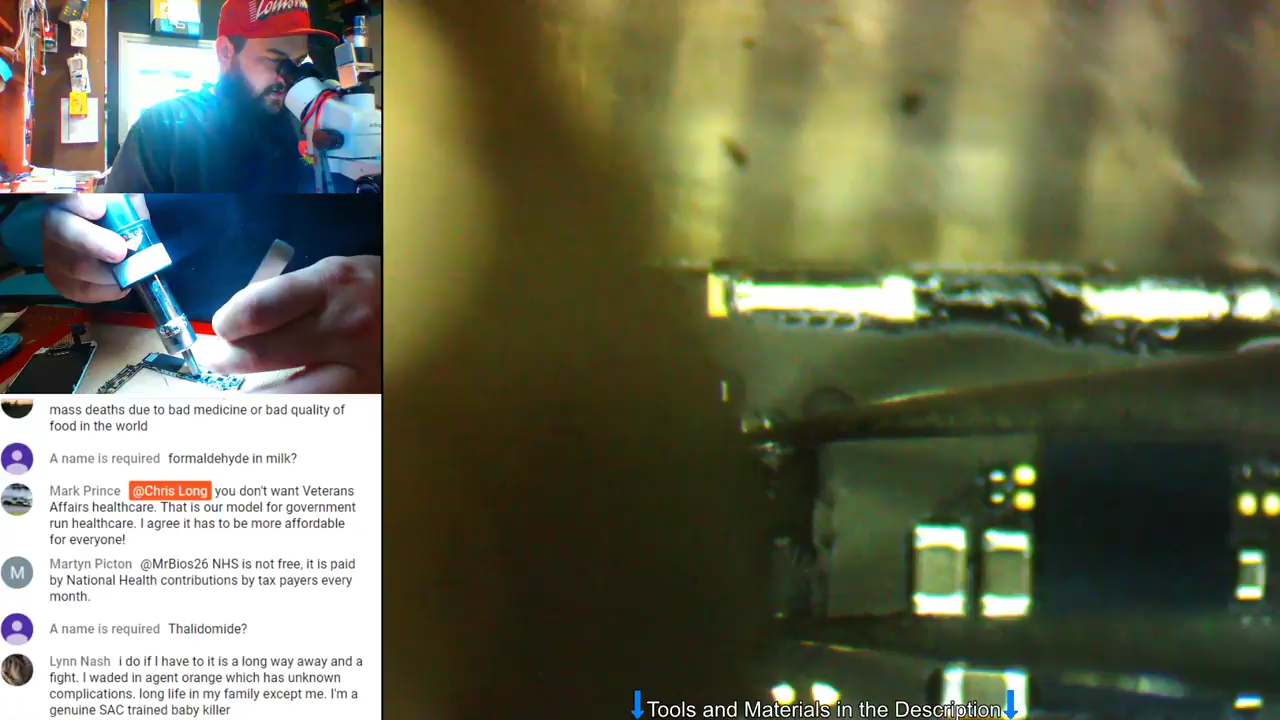 mass deaths due to bad medicine or bad quality of
food in the world
A name is required formaldehyde in milk?
Mark Prince @Chris Long you don't want Veterans
Affairs healthcare. That is our model for government
run healthcare. I agree it has to be more affordable
for everyone!
M
Martyn Picton @MrBios26 NHS is not free, it is paid
by National Health contributions by tax payers every
month.
A name is required Thalidomide?
Lynn Nash i do if I have to it is a long way away and a
fight. I waded in agent orange which has unknown
complications. long life in my family except me. I'm a
genuine SAC trained baby killer
Tools and Materials in the Description